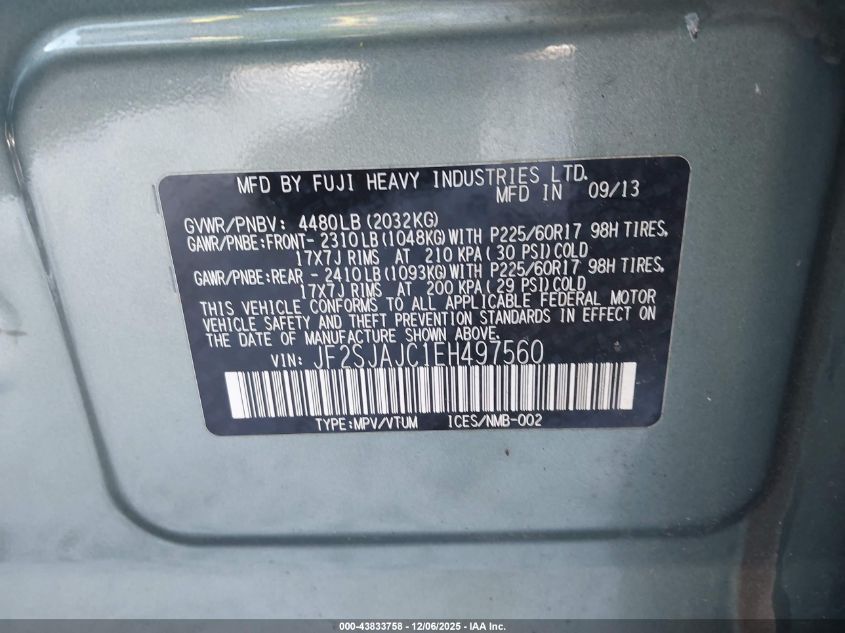 MFD BY FUJI HEAVY INDUSTRIES LTD.
MFD IN 09/13
GVWR/PNBV: 4480LB (2032KG)
GAWR/PNBE:FRONT- 2310LB (1048KG) WITH P225/60R17 98H TIRES,
17X7J RIMS AT 210 KPA (30 PSI) COLD
GAWR/PNBE:REAR - 2410LB (1093KG) WITH P225/60R17 98H TIRES,
17X7J RIMS AT 200 KPA (29 PSI) COLD
THIS VEHICLE CONFORMS TO ALL APPLICABLE FEDERAL MOTOR
VEHICLE SAFETY AND THEFT PREVENTION STANDARDS IN EFFECT ON
THE DATE OF MANUFACTURE SHOWN ABOVE.
VIN: JF2SJAJC1EH497560
TYPE:MPV/VTUM ICES/NMB-002
000-43833758 - 12/06/2025 - IAA Inc.